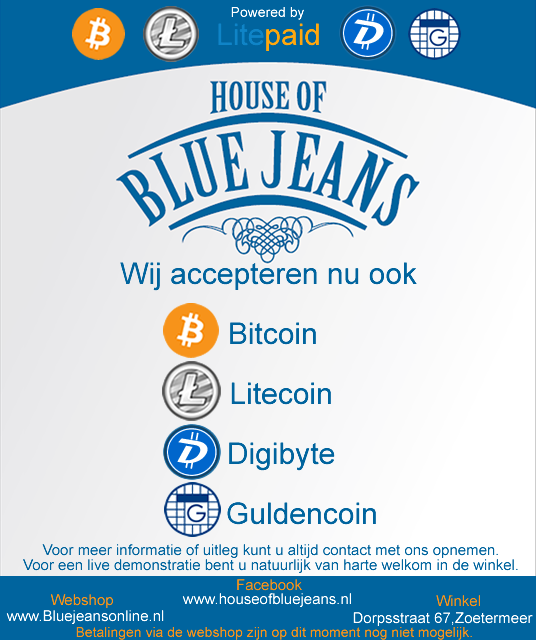 Powered by
Litepaid
HOUSE OF
BLUE JEANS
Wij accepteren nu ook
Bitcoin
Litecoin
Digibyte
Guldencoin
Voor meer informatie of uitleg kunt u altijd contact met ons opnemen.
Voor een live demonstratie bent u natuurlijk van harte welkom in de winkel.
Facebook
www.houseofbluejeans.nl
Webshop
www.Bluejeansonline.nl
Winkel
Dorpsstraat 67,Zoetermeer
Betalingen via de webshop zijn op dit moment nog niet mogelijk.